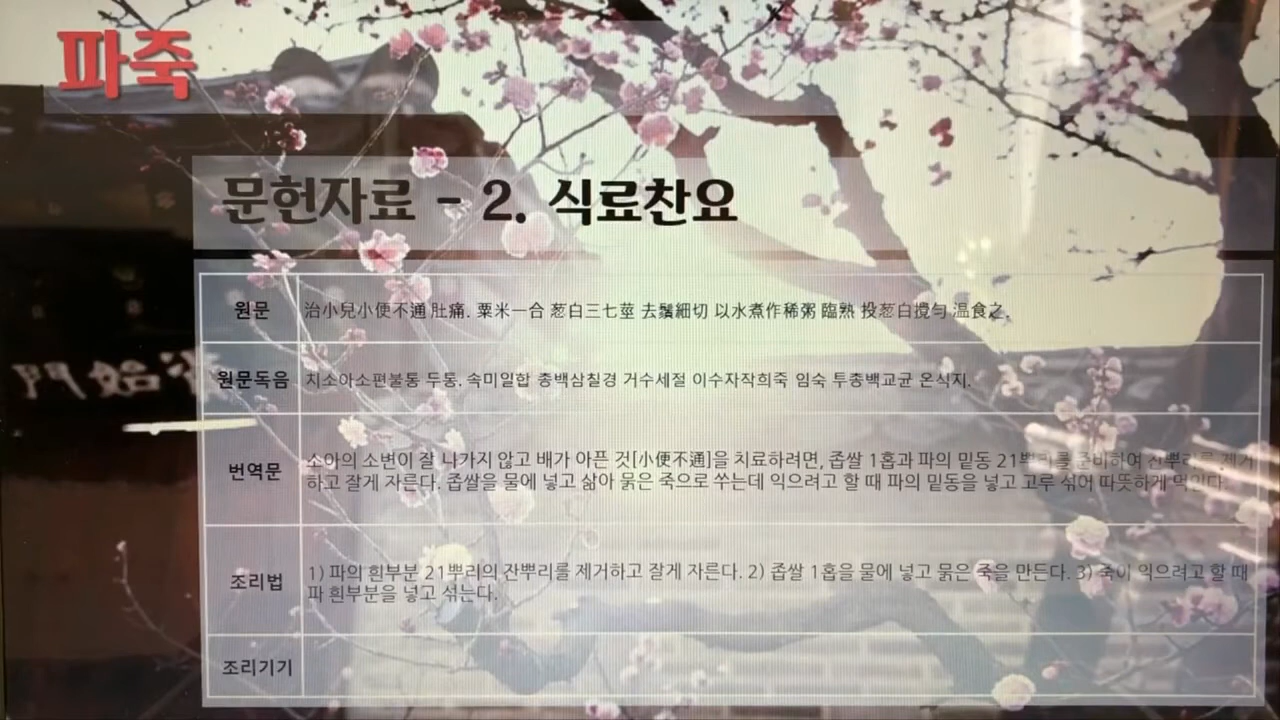 파죽
문헌자료 - 2. 식료찬요
원문
治小兒小便不通 肚痛. 粟米一合 葱白三七莖 去鬚細切 以水煮作稀粥 臨熟 投葱白攪勻 温食之.
원문독음
치소아소편불통 두통. 속미일합 총백삼칠경 거수세절 이수자작희죽 임숙 투총백교균 온식지.
번역문
소아의 소변이 잘 나가지 않고 배가 아픈 것[小便不通]을 치료하려면, 좁쌀 1홉과 파의 밑동 21뿌리를 준비하여 잔뿌리를 제거
하고 잘게 자른다. 좁쌀을 물에 넣고 삶아 묽은 죽으로 쑤는데 익으려고 할 때 파의 밑동을 넣고 고루 섞어 따뜻하게 먹인다.
조리법
1) 파의 흰부분 21뿌리의 잔뿌리를 제거하고 잘게 자른다. 2) 좁쌀 1홉을 물에 넣고 묽은 죽을 만든다. 3) 죽이 익으려고 할 때
파 흰부분을 넣고 섞는다.
조리기기